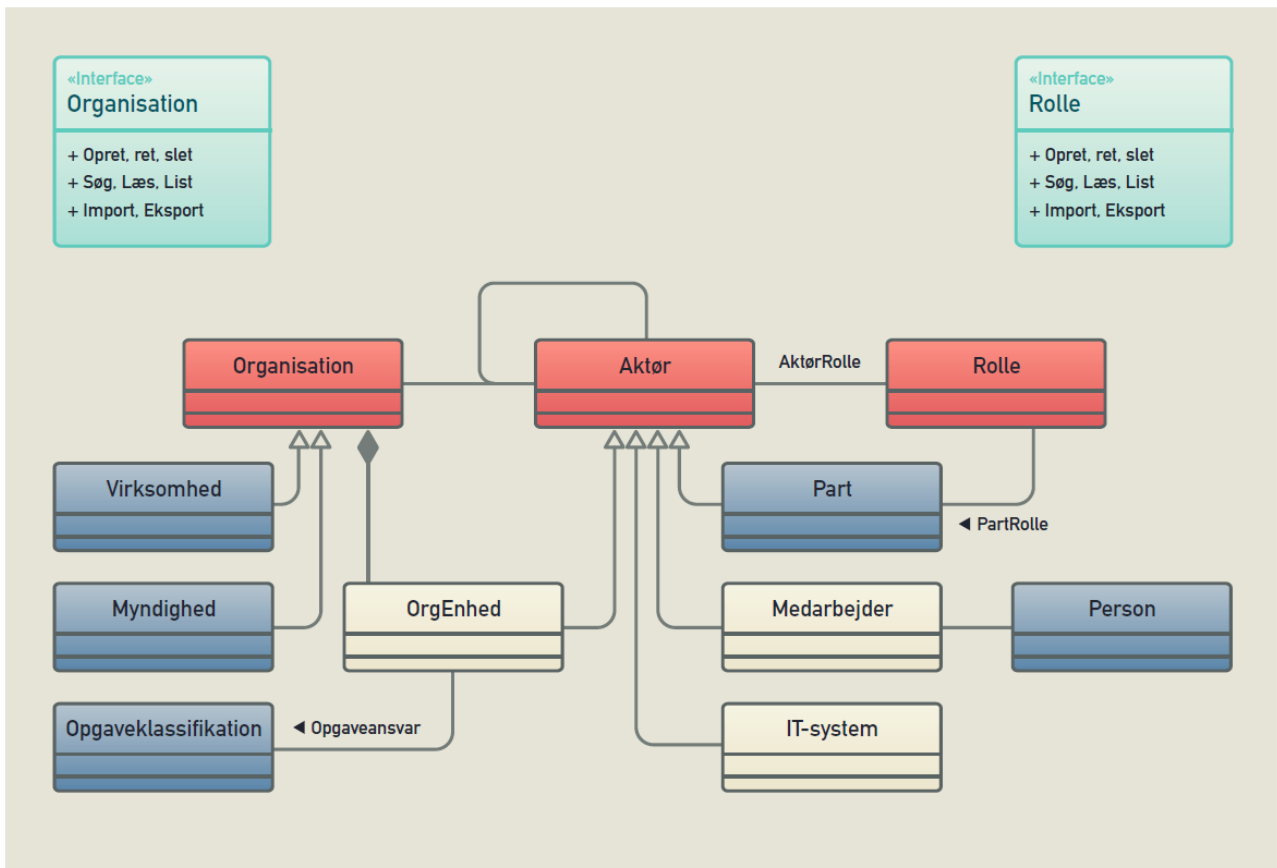 «Interface»
Organisation
+ Opret, ret, slet
+ Søg, Læs, List
+ Import, Eksport
«Interface»
Rolle
+ Opret, ret, slet
+ Søg, Læs, List
+ Import, Eksport
Organisation
Aktør
AktørRolle
Rolle
Virksomhed
Part
◄ PartRolle
Myndighed
OrgEnhed
Medarbejder
Person
Opgaveklassifikation
◄ Opgaveansvar
IT-system